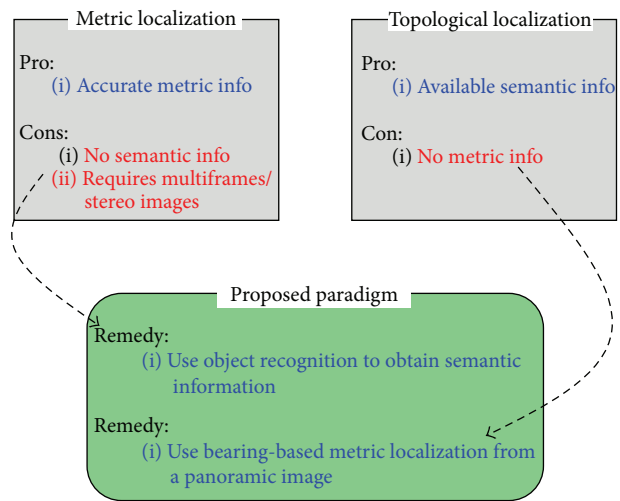 Metric localization
Pro:
(i) Accurate metric info
Cons:
(i) No semantic info
(ii) Requires multiframes/
stereo images
Topological localization
Pro:
(i) Available semantic info
Con:
(i) No metric info
Proposed paradigm
Remedy:
(i) Use object recognition to obtain semantic
information
Remedy:
(i) Use bearing-based metric localization from
a panoramic image